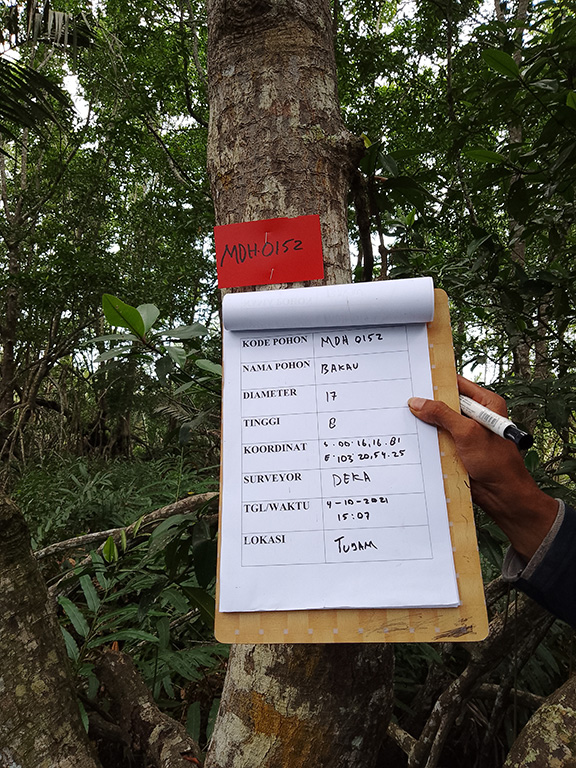 MDH 0152
KODE POHON MDH 0152
NAMA POHON BAKAU
DIAMETER 17
TINGGI 8
KOORDINAT S. 00. 16, 16. 81
E. 103 20, 54. 25
SURVEYOR DEKA
TGL/WAKTU 4-10-2021
15:07
LOKASI TUJAM